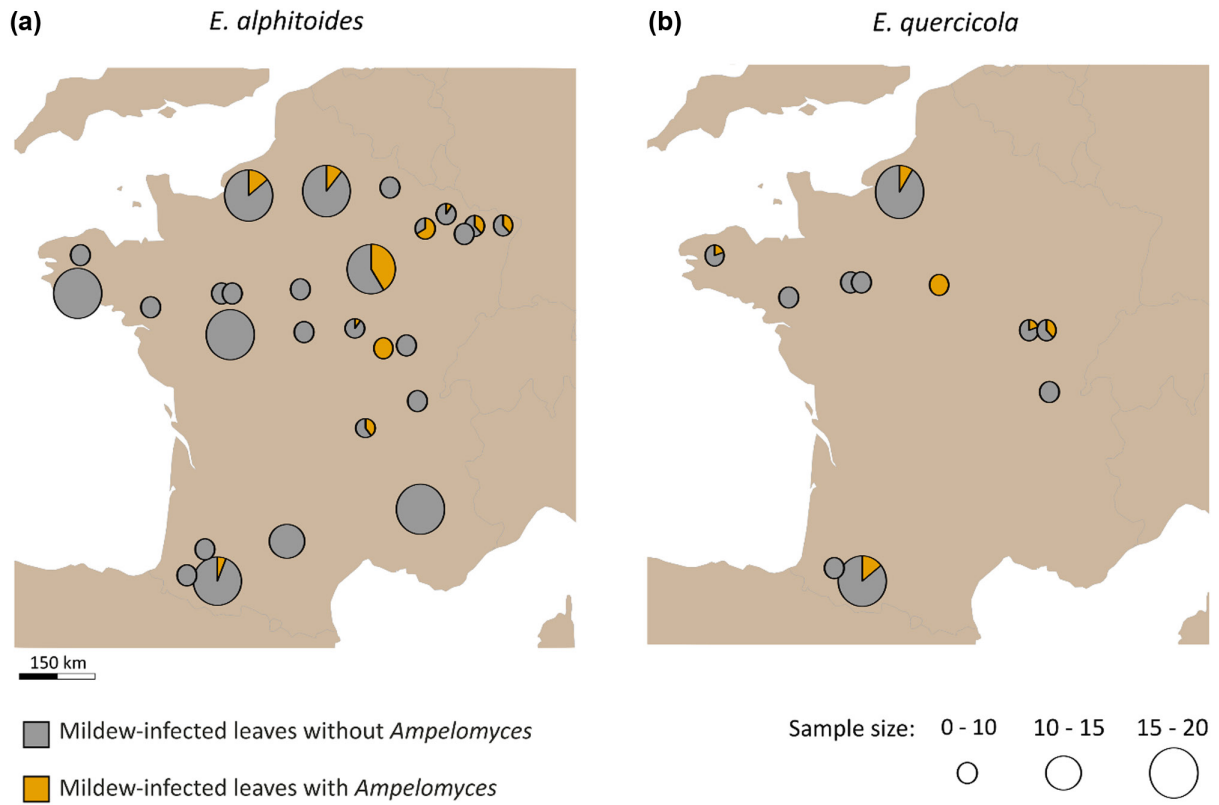 (a) E. alphitoides
(b) E. quercicola
150 km
Mildew-infected leaves without Ampelomyces
Mildew-infected leaves with Ampelomyces
Sample size: 0 - 10 10 - 15 15 - 20